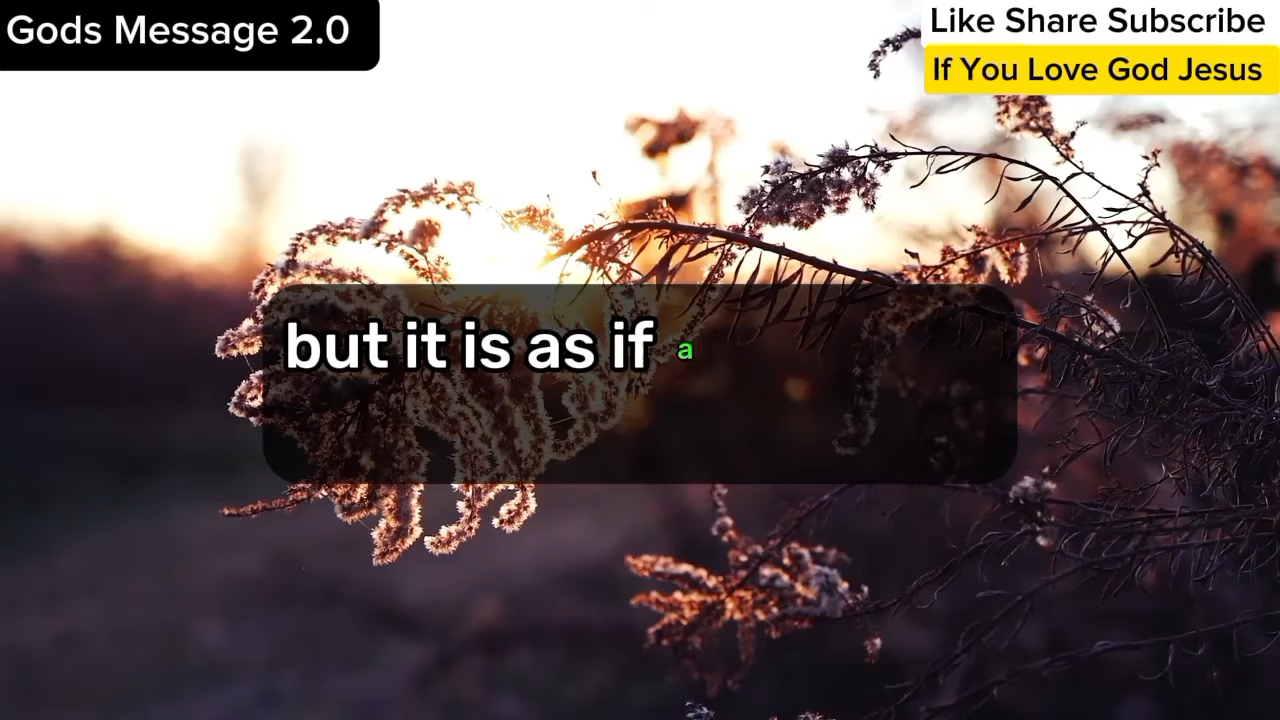 Gods Message 2.0
Like Share Subscribe
If You Love God Jesus
but it is as if a